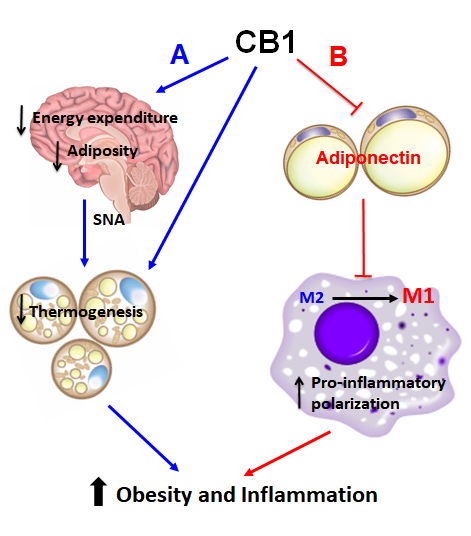 CB1
A
B
Energy expenditure
Adiposity
Adiponectin
SNA
M2
M1
Thermogenesis
Pro-inflammatory
polarization
Obesity and Inflammation